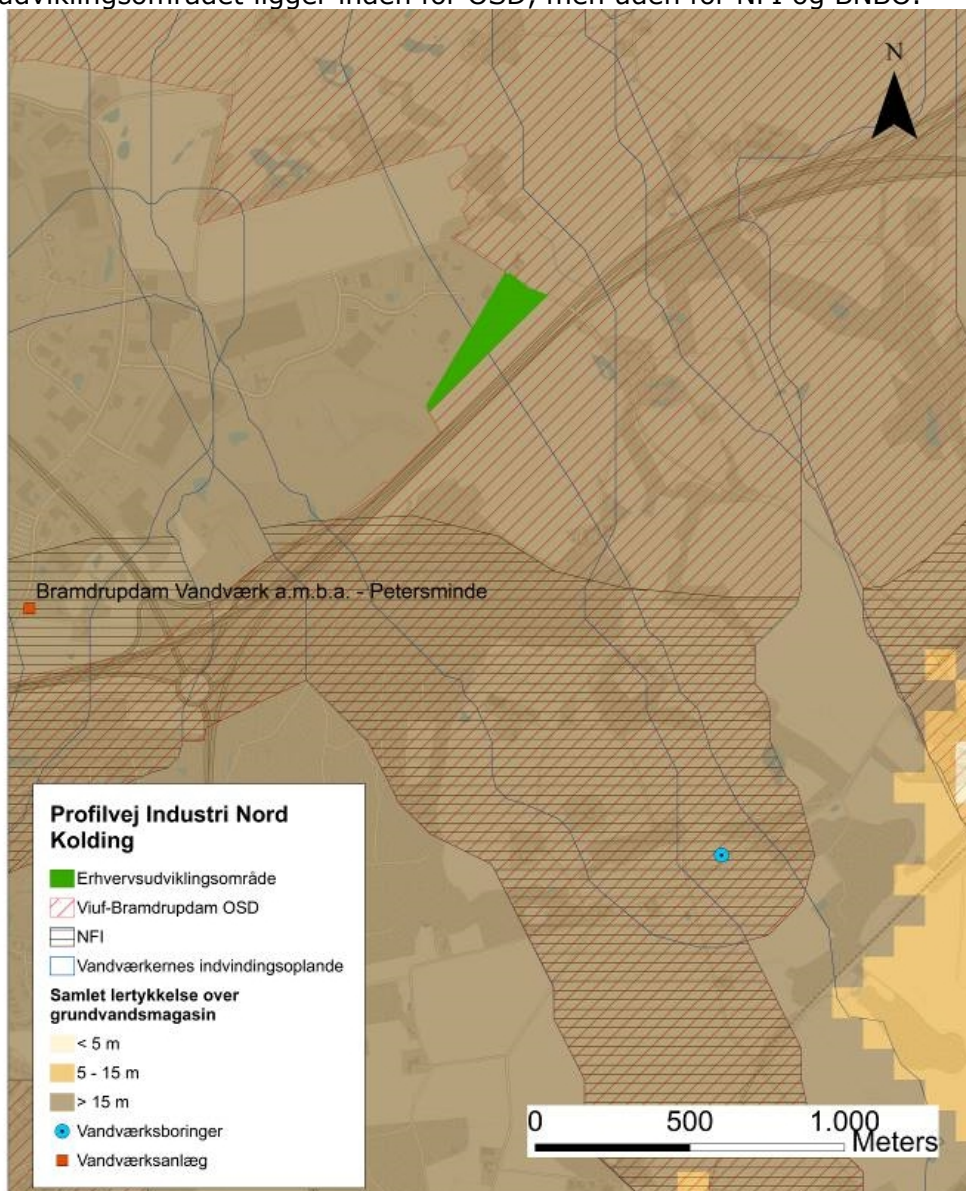 udviklingsområdet ligger inden for OSD, men uden for NFI og BNBO.
N
Bramdrupdam Vandværk a.m.b.a. - Petersminde
Profilvej Industri Nord
Kolding
Erhvervsudviklingsområde
Viuf-Bramdrupdam OSD
NFI
Vandværkernes indvindingsoplande
Samlet lertykkelse over
grundvandsmagasin
< 5 m
5 - 15 m
> 15 m
Vandværksboringer
Vandværksanlæg
0 500 1.000
Meters